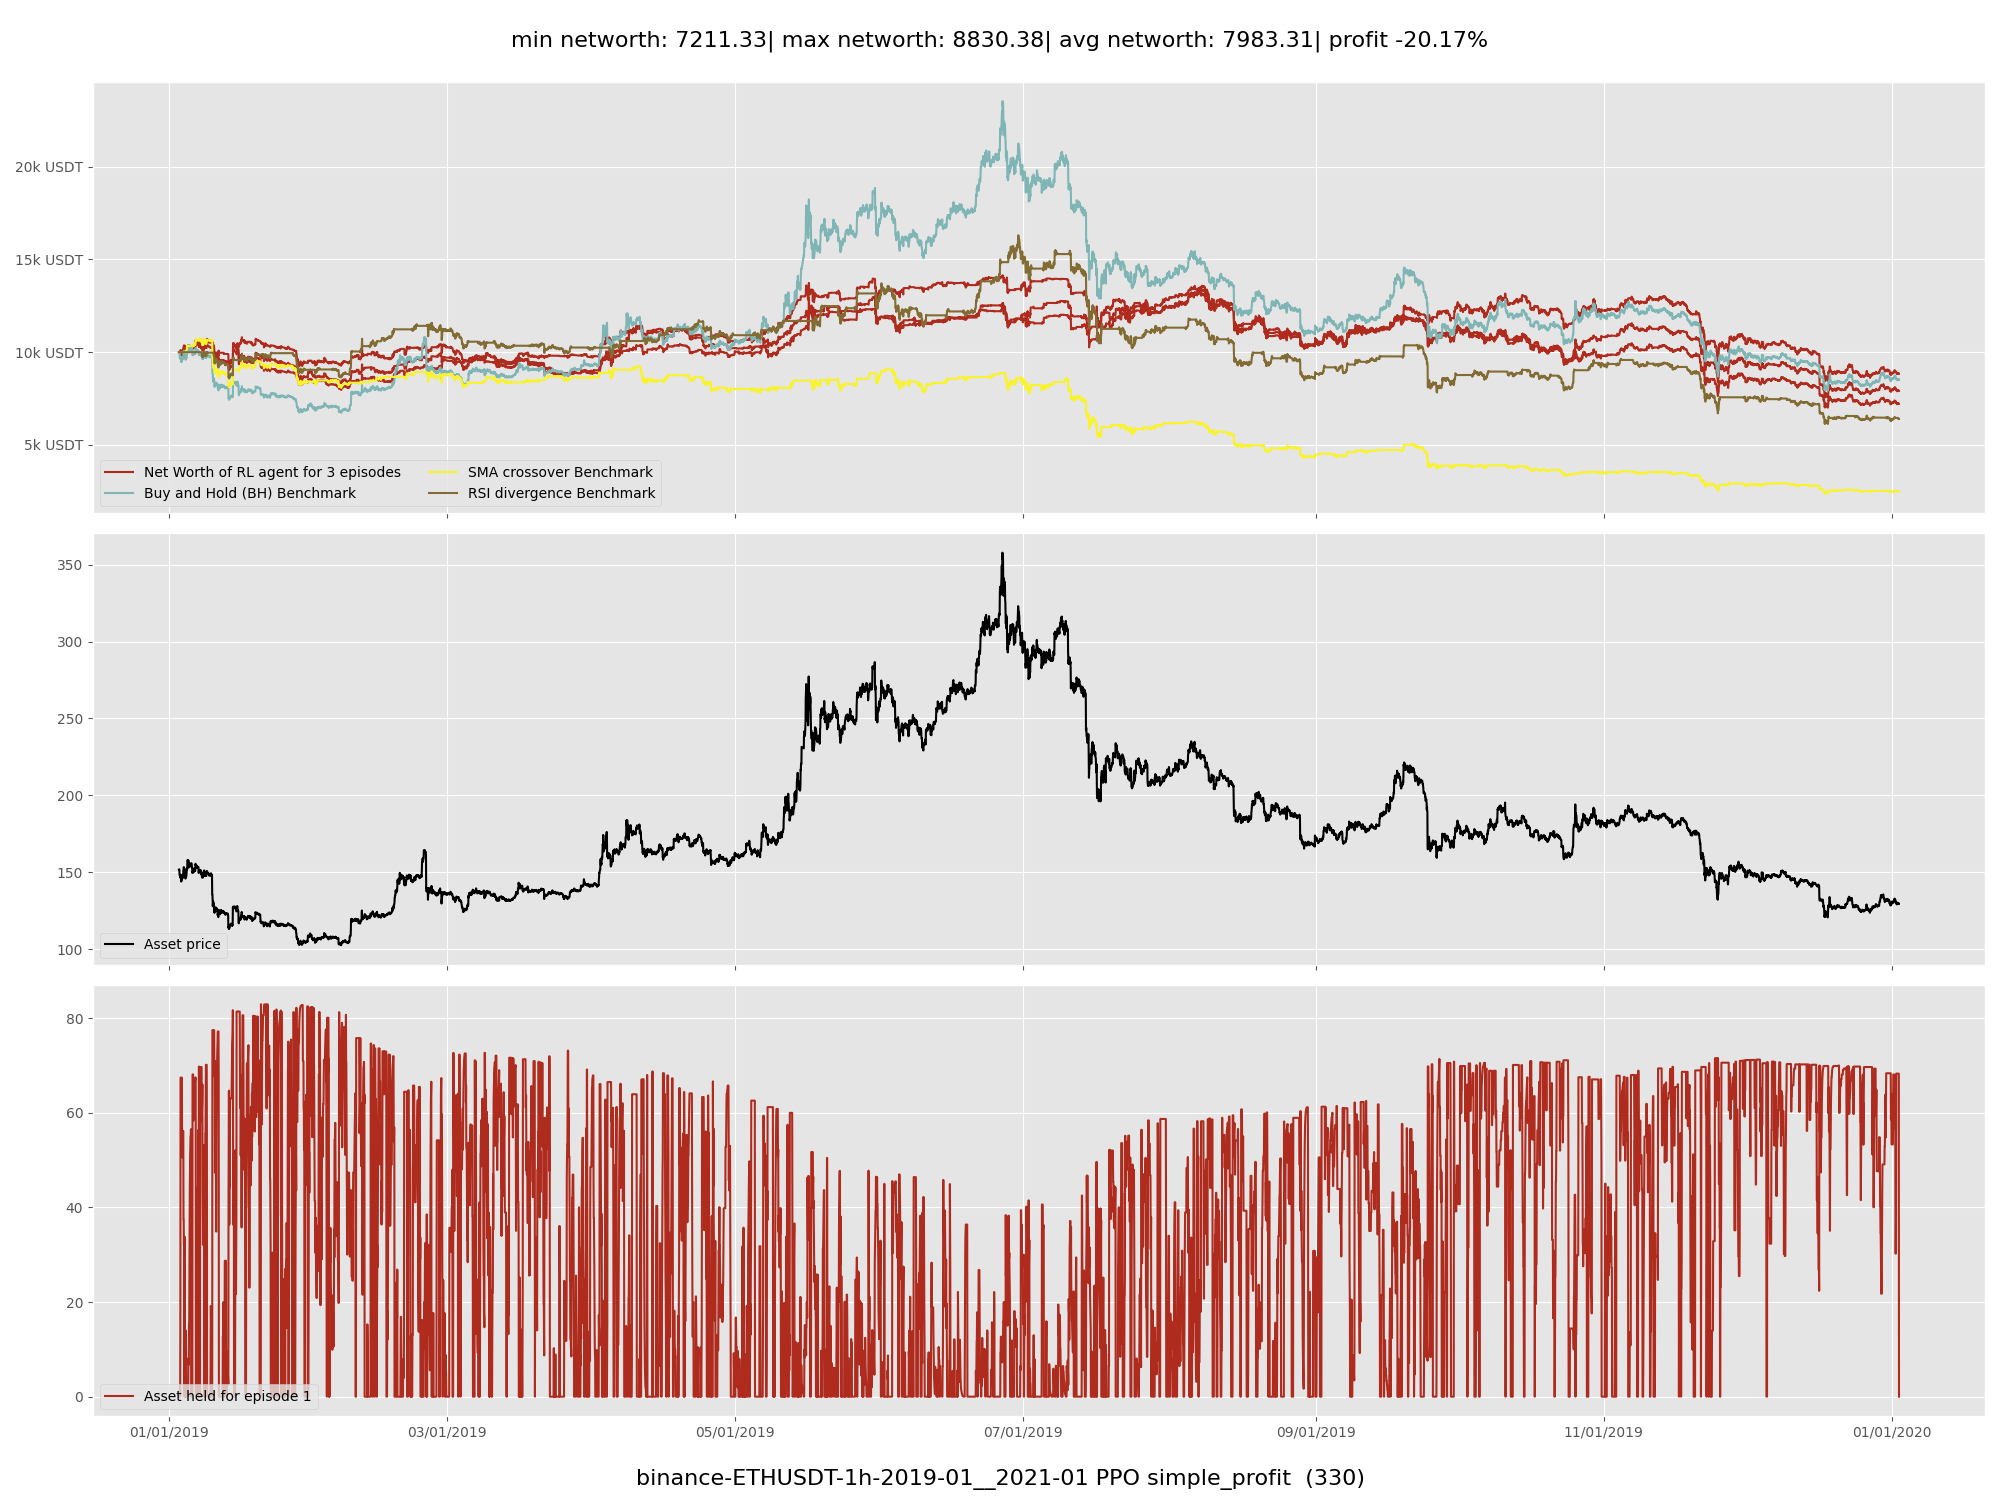 min networth: 7211.33| max networth: 8830.38| avg networth: 7983.31| profit -20.17%
20k USDT
15k USDT
10k USDT
5k USDT
Net Worth of RL agent for 3 episodes
Buy and Hold (BH) Benchmark
SMA crossover Benchmark
RSI divergence Benchmark
350
300
250
200
150
100
Asset price
80
60
40
20
0
Asset held for episode 1
01/01/2019 03/01/2019 05/01/2019 07/01/2019 09/01/2019 11/01/2019 01/01/2020
binance-ETHUSDT-1h-2019-01__2021-01 PPO simple_profit (330)